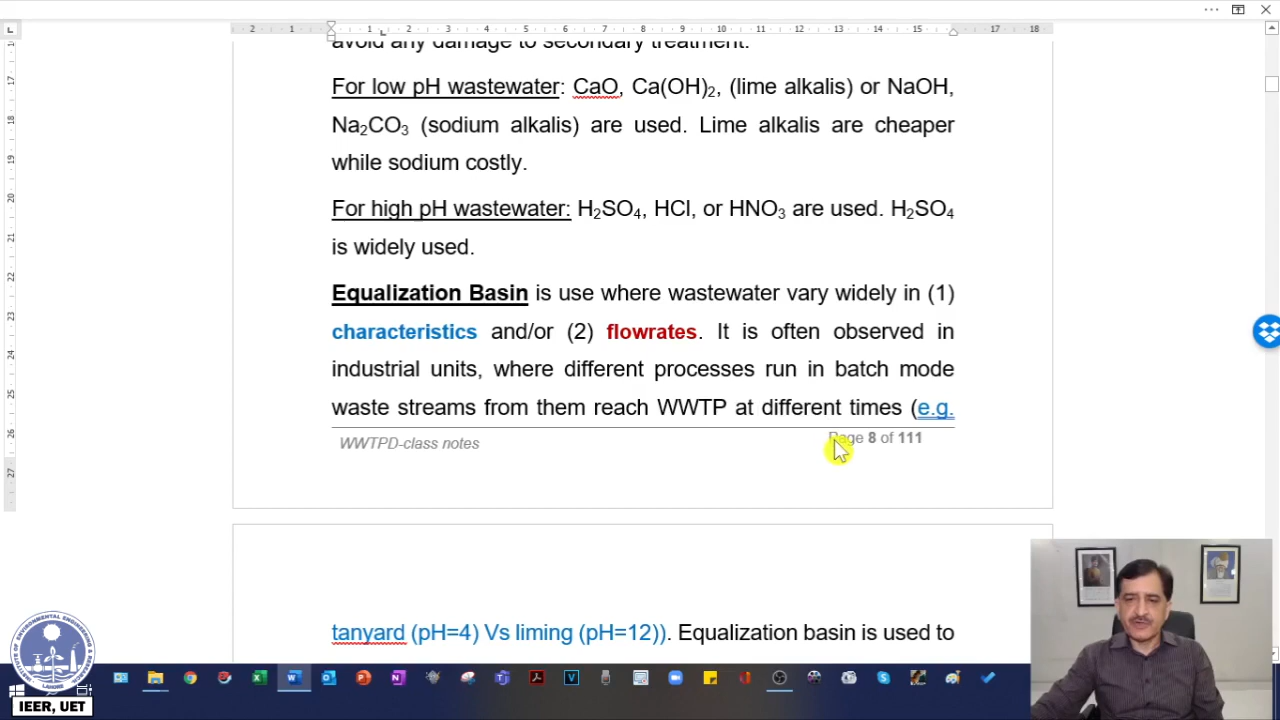 avoid any damage to secondary treatment.
For low pH wastewater: CaO, Ca(OH)₂, (lime alkalis) or NaOH,
Na₂CO₃ (sodium alkalis) are used. Lime alkalis are cheaper
while sodium costly.
For high pH wastewater: H₂SO₄, HCl, or HNO₃ are used. H₂SO₄
is widely used.
Equalization Basin is use where wastewater vary widely in (1)
characteristics and/or (2) flowrates. It is often observed in
industrial units, where different processes run in batch mode
waste streams from them reach WWTP at different times (e.g.
WWTPD-class notes
Page 8 of 111
tanyard (pH=4) Vs liming (pH=12)). Equalization basin is used to
IEER, UET